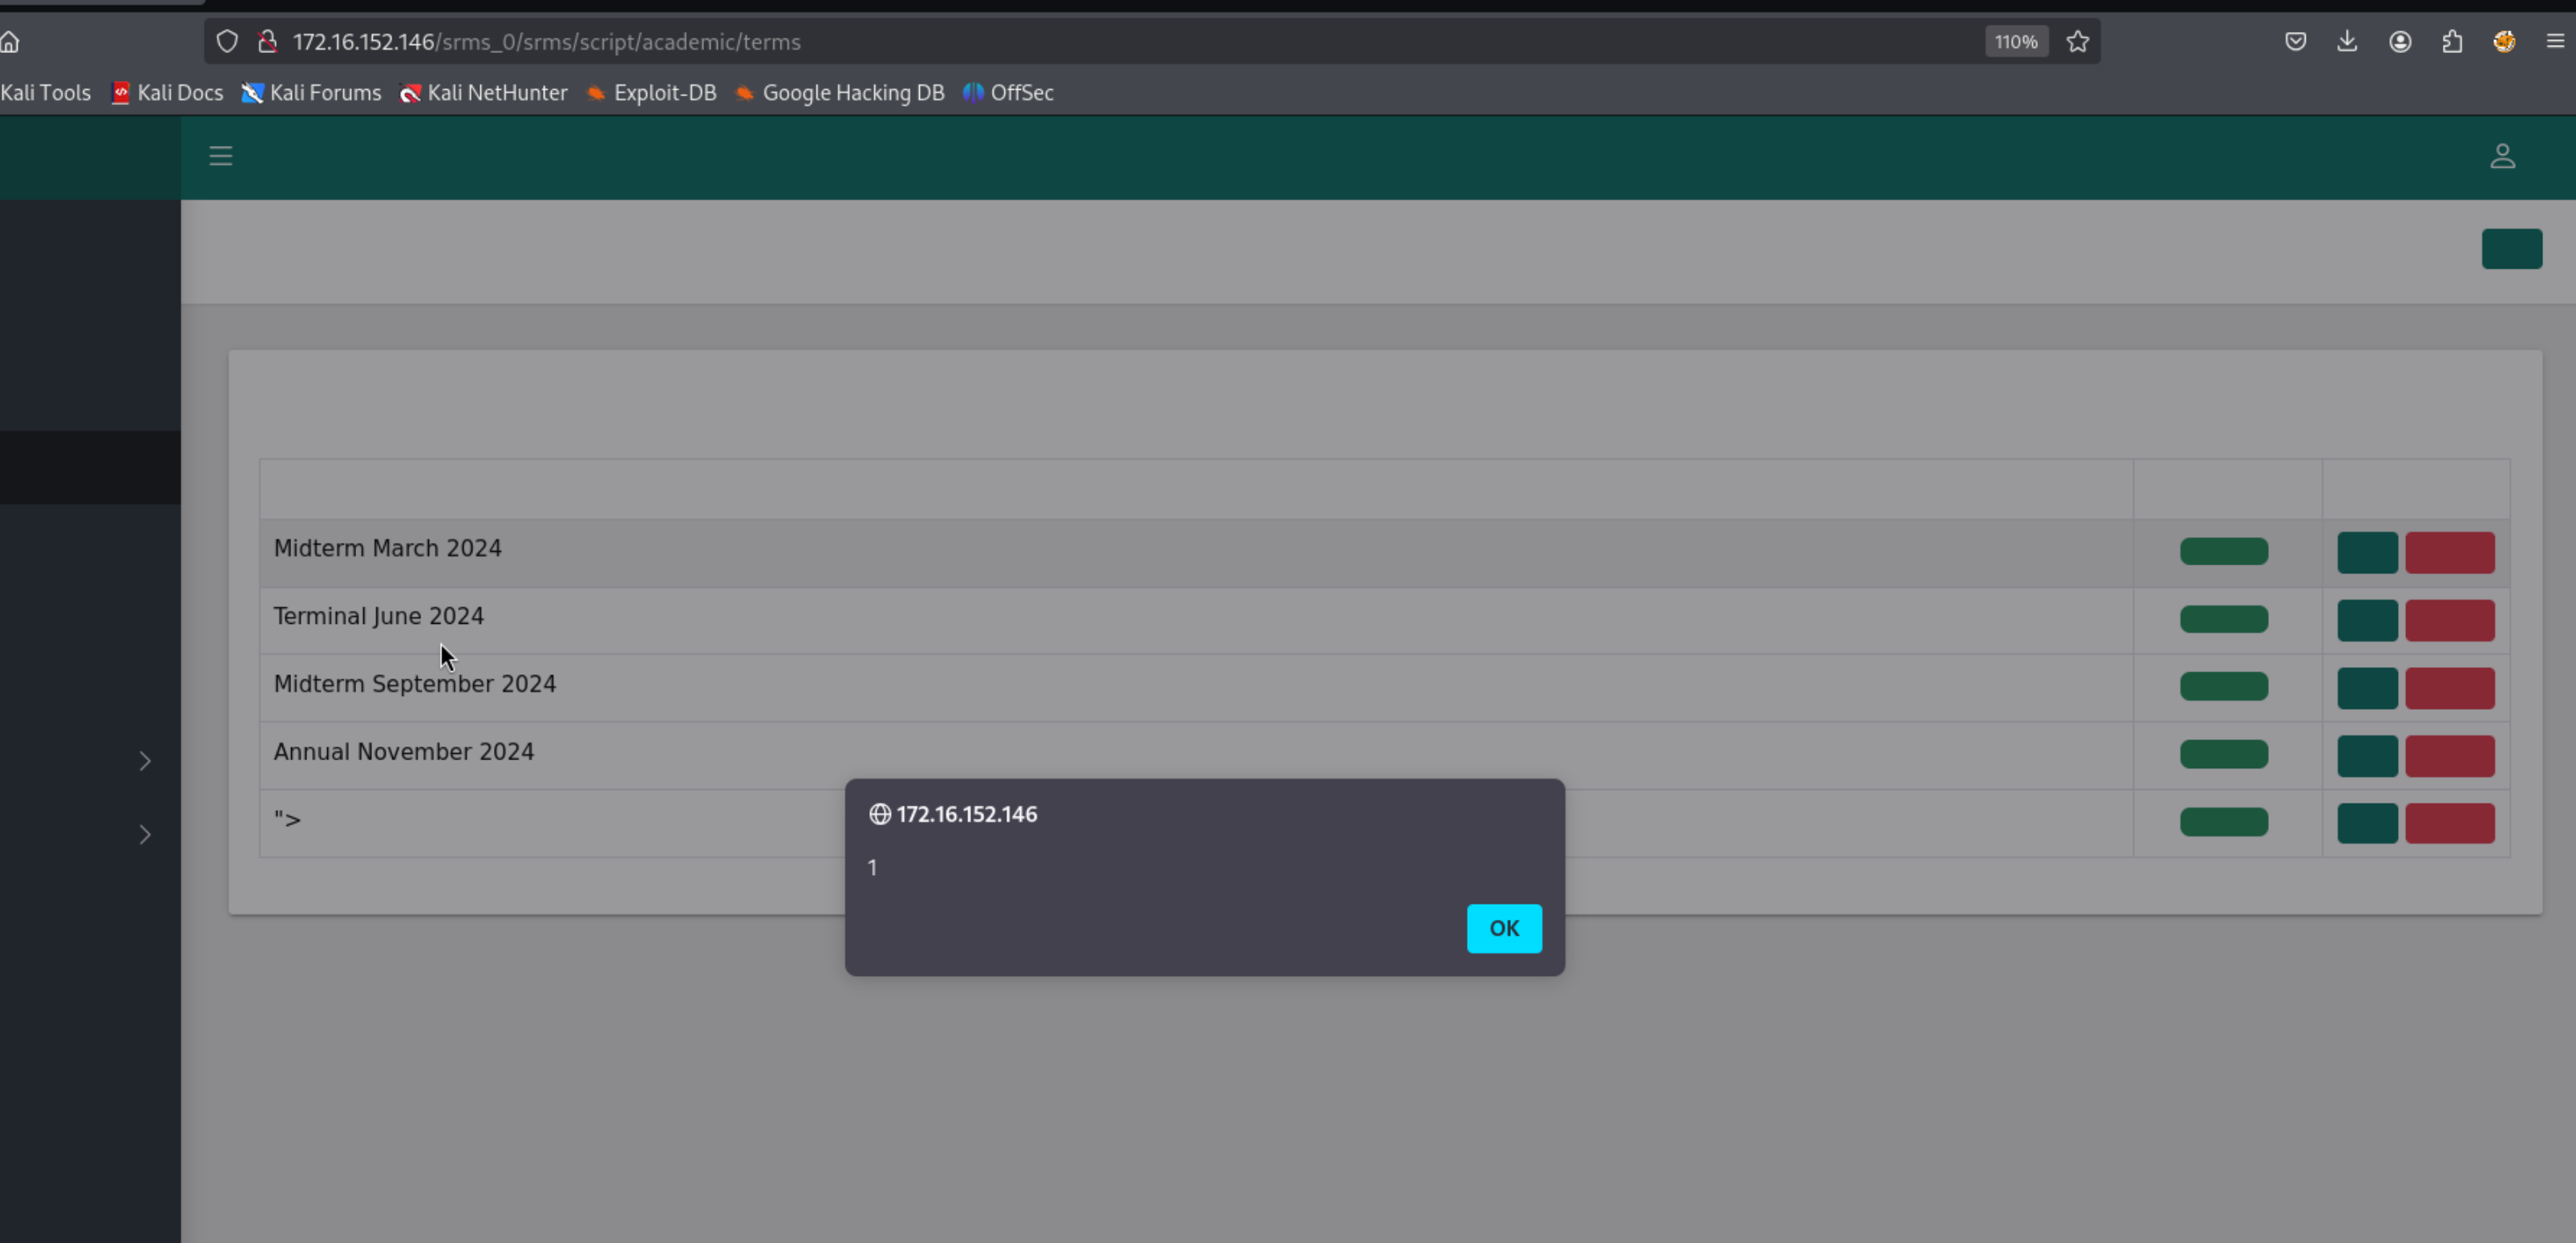 172.16.152.146/srms_0/srms/script/academic/terms
110%
Kali Tools Kali Docs Kali Forums Kali NetHunter Exploit-DB Google Hacking DB OffSec
Midterm March 2024
Terminal June 2024
Midterm September 2024
Annual November 2024
">
172.16.152.146
1
OK